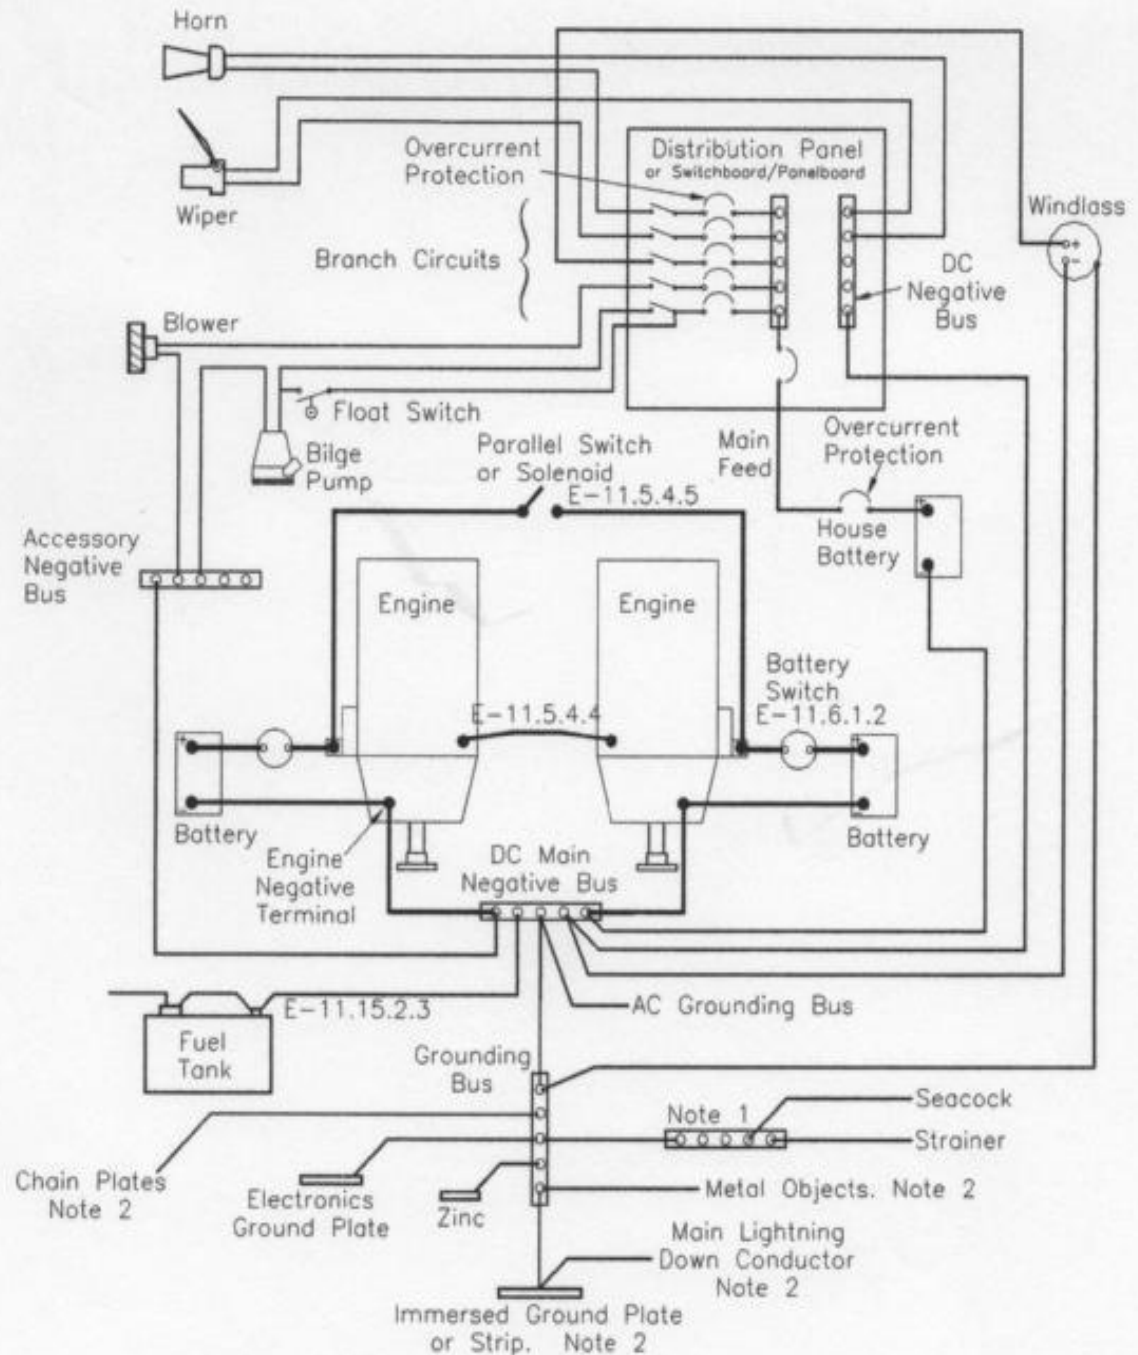 Horn
Overcurrent
Protection
Distribution Panel
or Switchboard/Panelboard
Wiper
Windlass
+
-
Branch Circuits
DC
Negative
Bus
Blower
Float Switch
Bilge
Pump
Parallel Switch
or Solenoid
E-11.5.4.5
Main
Feed
Overcurrent
Protection
House
Battery
+
-
Accessory
Negative
Bus
Engine
Engine
Battery
Switch
E-11.6.1.2
E-11.5.4.4
+
-
Battery
+
-
Battery
Engine
Negative
Terminal
DC Main
Negative Bus
E-11.15.2.3
AC Grounding Bus
Fuel
Tank
Grounding
Bus
Note 1
Seacock
Strainer
Chain Plates
Note 2
Electronics
Ground Plate
Zinc
Metal Objects. Note 2
Main Lightning
Down Conductor
Note 2
Immersed Ground Plate
or Strip. Note 2